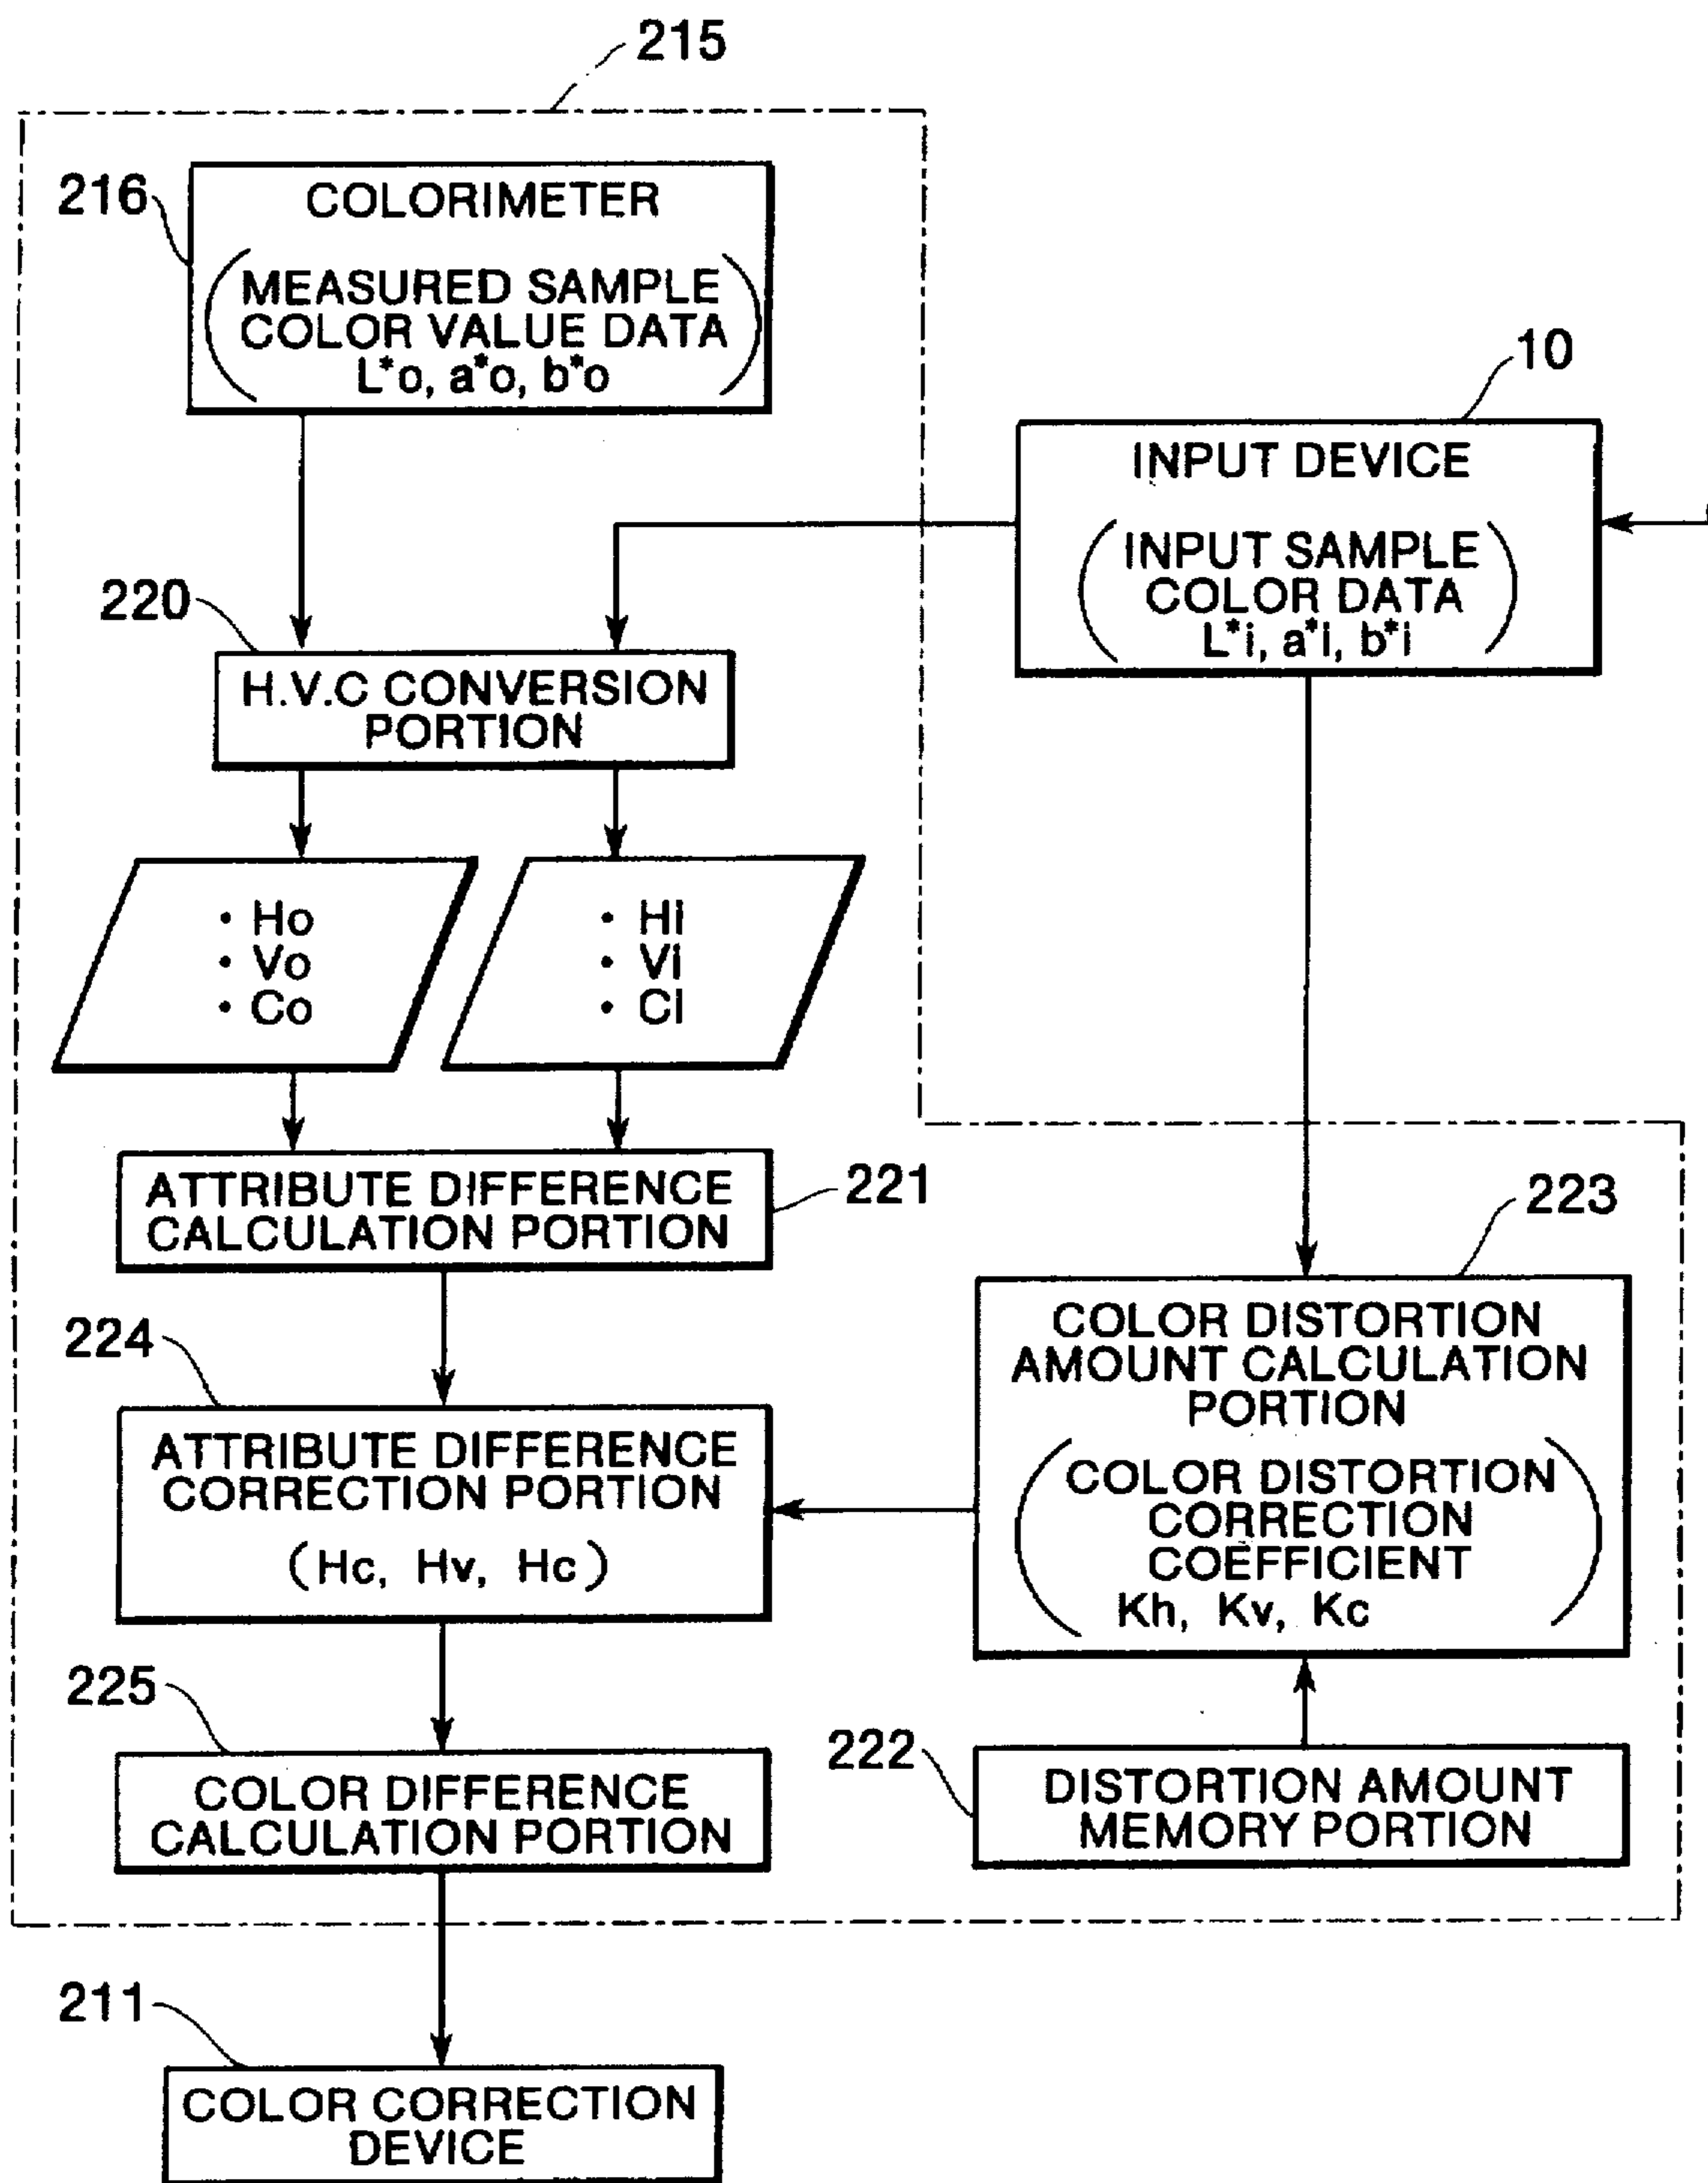 215
216
COLORIMETER
MEASURED SAMPLE
COLOR VALUE DATA
L*o, a*o, b*o
10
INPUT DEVICE
INPUT SAMPLE
COLOR DATA
L*i, a*i, b*i
220
H.V.C CONVERSION
PORTION
• Ho
• Vo
• Co
• Hi
• Vi
• Ci
ATTRIBUTE DIFFERENCE
CALCULATION PORTION
221
223
COLOR DISTORTION
AMOUNT CALCULATION
PORTION
COLOR DISTORTION
CORRECTION
COEFFICIENT
Kh, Kv, Kc
224
ATTRIBUTE DIFFERENCE
CORRECTION PORTION
(Hc, Hv, Hc)
225
COLOR DIFFERENCE
CALCULATION PORTION
222
DISTORTION AMOUNT
MEMORY PORTION
211
COLOR CORRECTION
DEVICE